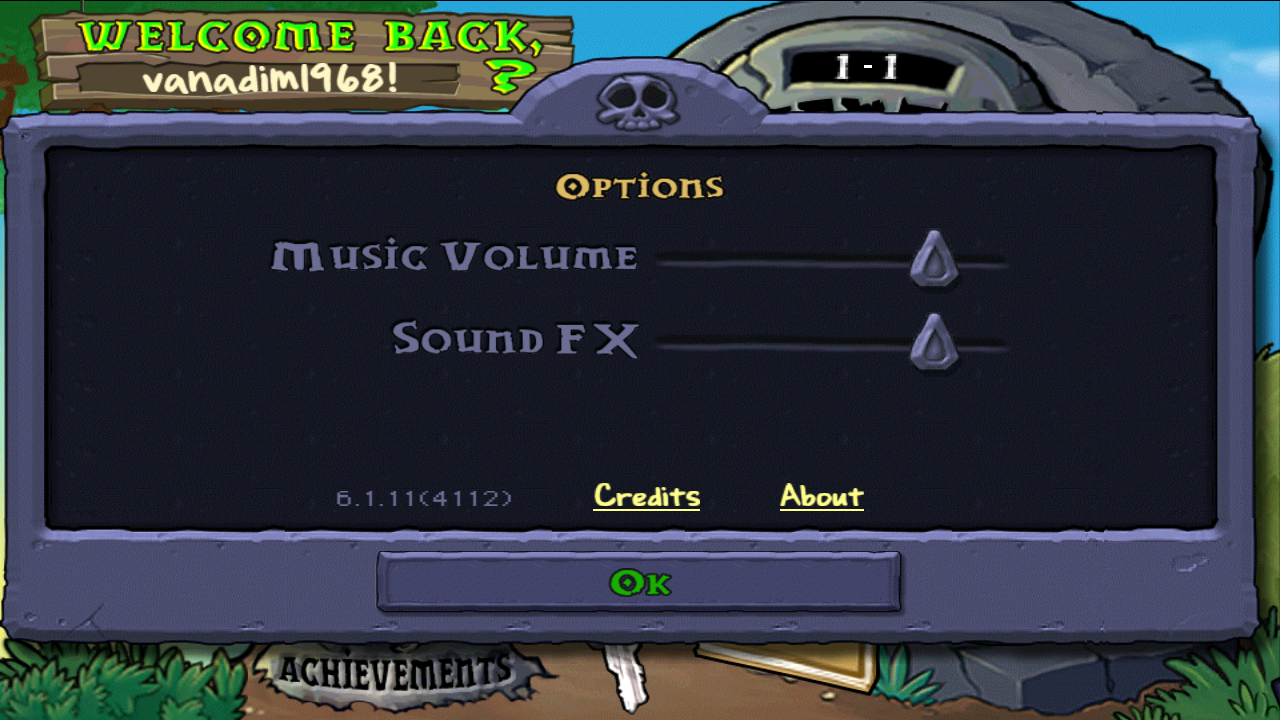 WELCOME BACK,
vanadim1968!
?
1 - 1
OPTIONS
MUSIC VOLUME
SOUND FX
6.1.11(4112)
Credits
About
OK
ACHIEVEMENTS